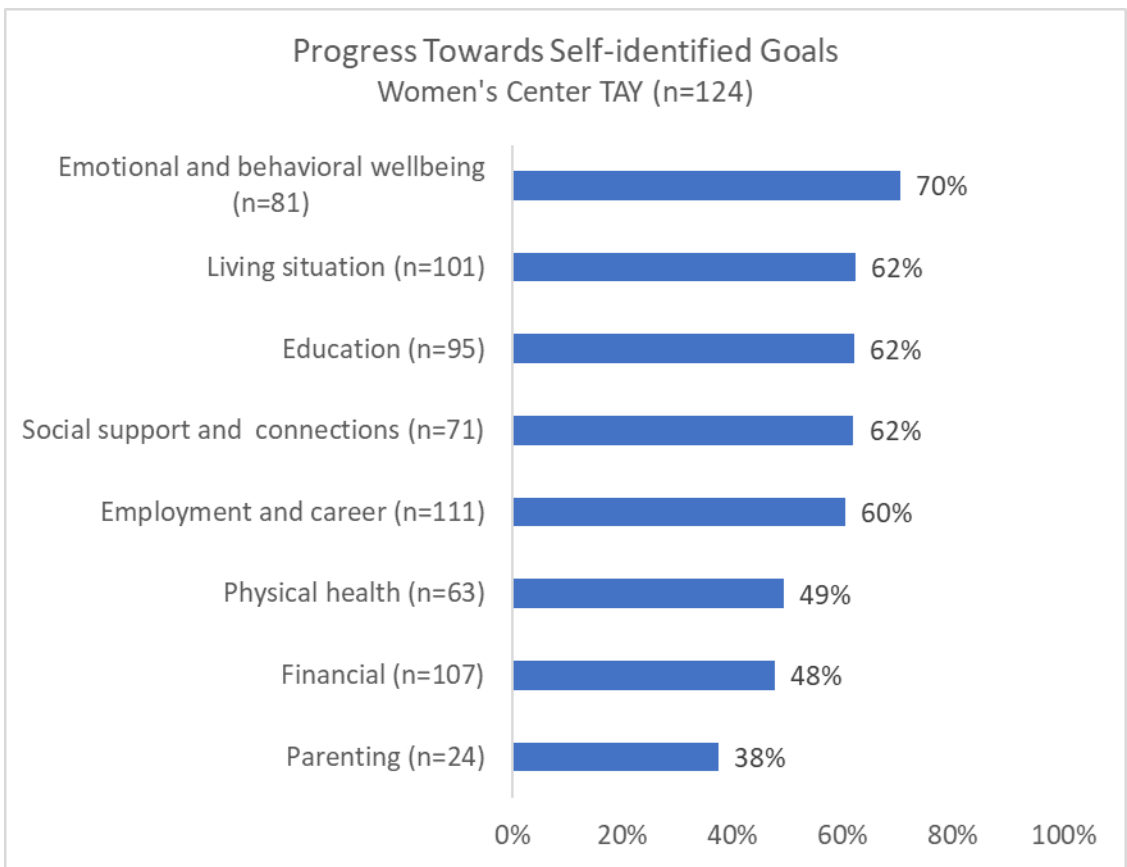 Progress Towards Self-identified Goals
Women's Center TAY (n=124)
Emotional and behavioral wellbeing
(n=81)
70%
Living situation (n=101)
62%
Education (n=95)
62%
Social support and  connections (n=71)
62%
Employment and career (n=111)
60%
Physical health (n=63)
49%
Financial (n=107)
48%
Parenting (n=24)
38%
0% 20% 40% 60% 80% 100%